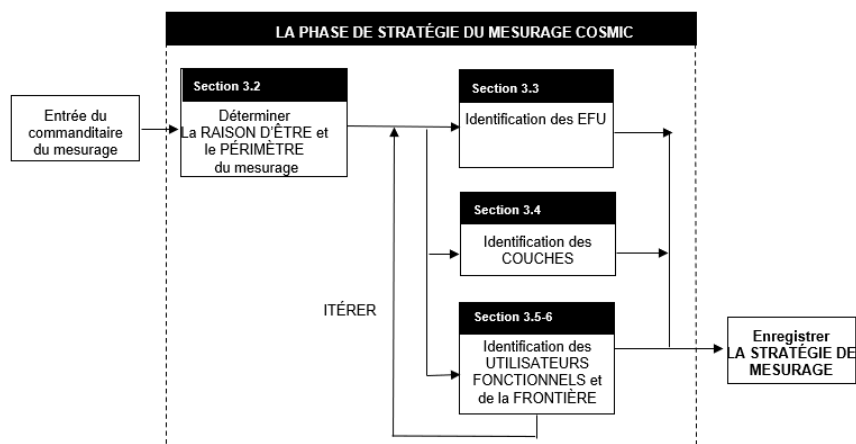 LA PHASE DE STRATÉGIE DU MESURAGE COSMIC
Entrée du
commanditaire
du mesurage
Section 3.2
Déterminer
La RAISON D'ÊTRE et
le PÉRIMÈTRE
du mesurage
Section 3.3
Identification des EFU
Section 3.4
Identification des
COUCHES
ITÉRER
Section 3.5-6
Identification des
UTILISATEURS
FONCTIONNELS et
de la FRONTIÈRE
Enregistrer
LA STRATÉGIE DE
MESURAGE